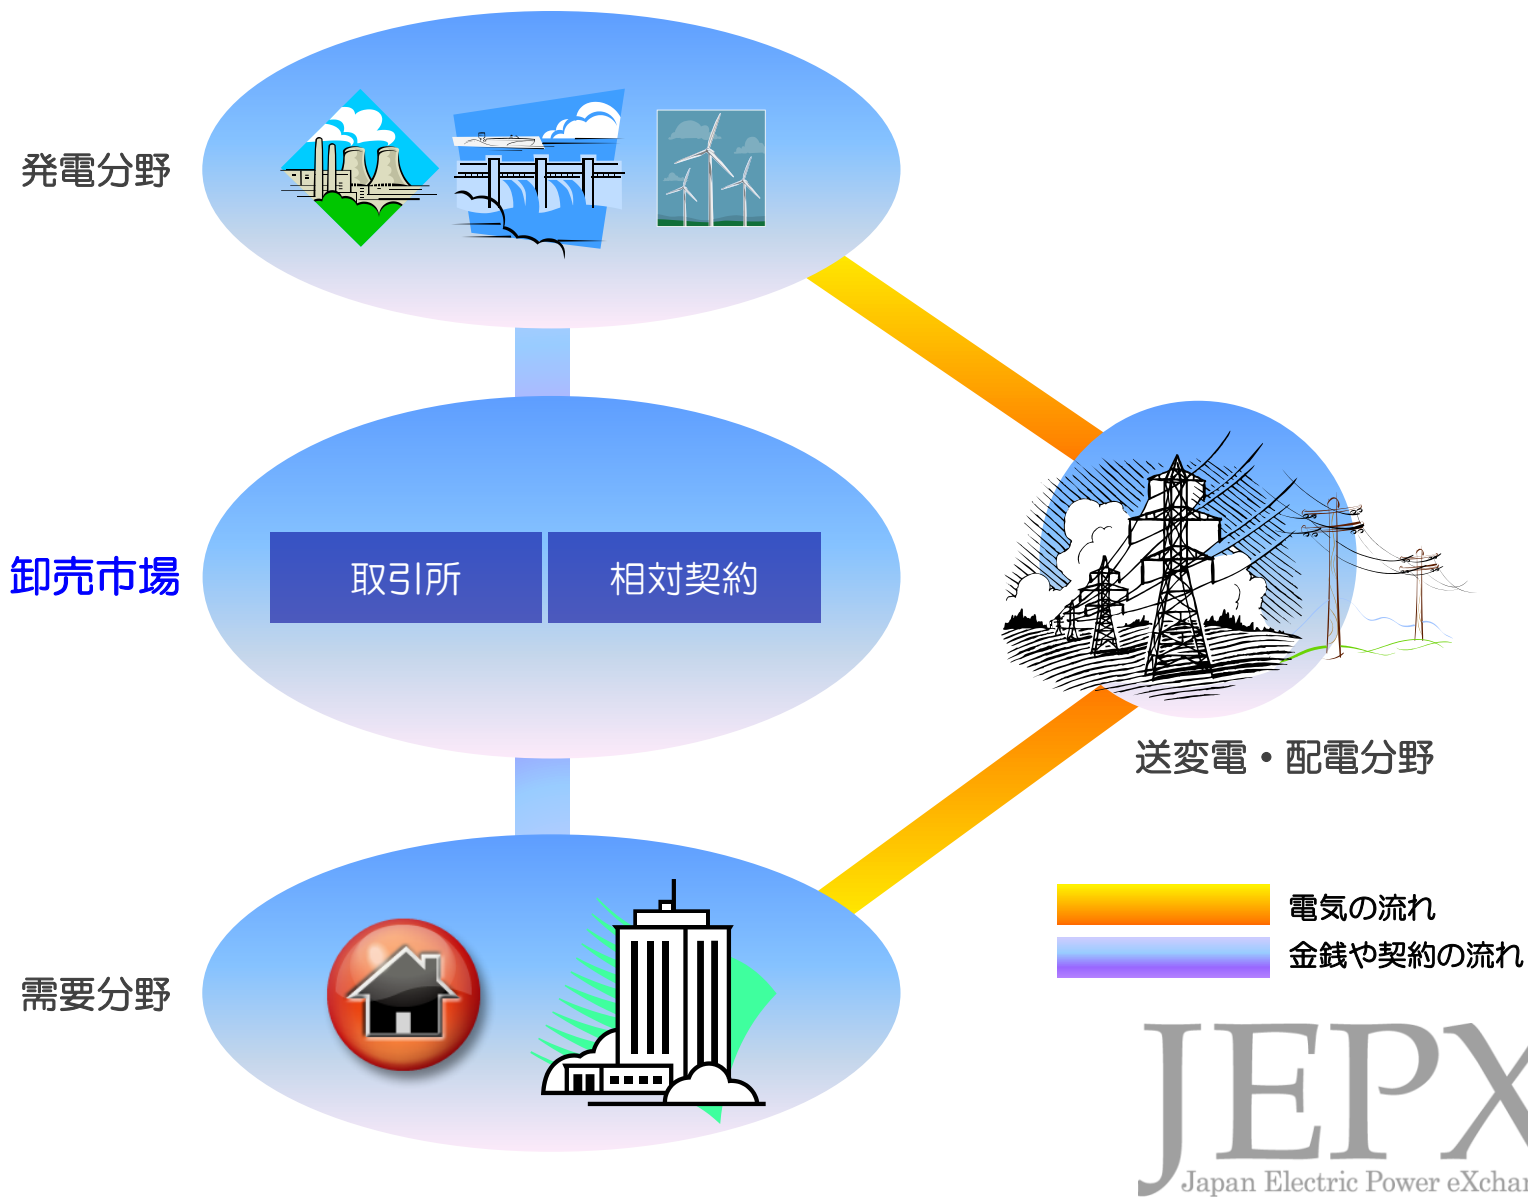 発電分野
卸売市場
取引所
相対契約
送変電・配電分野
電気の流れ
金銭や契約の流れ
需要分野
JEPX
Japan Electric Power